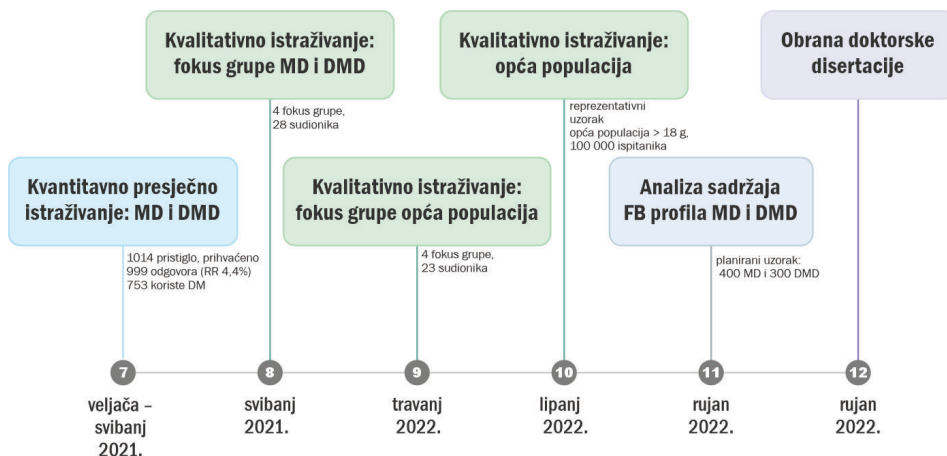 Kvalitativno istraživanje:
fokus grupe MD i DMD
4 fokus grupe,
28 sudionika
Kvalitativno istraživanje:
opća populacija
reprezentativni
uzorak
opća populacija > 18 g,
100 000 ispitanika
Obrana doktorske
disertacije
Kvantitavno presječno
istraživanje: MD i DMD
1014 pristiglo, prihvaćeno
999 odgovora (RR 4,4%)
753 koriste DM
Kvalitativno istraživanje:
fokus grupe opća populacija
4 fokus grupe,
23 sudionika
Analiza sadržaja
FB profila MD i DMD
planirani uzorak:
400 MD i 300 DMD
7
8
9
10
11
12
veljača –
svibanj
2021.
svibanj
2021.
travanj
2022.
lipanj
2022.
rujan
2022.
rujan
2022.